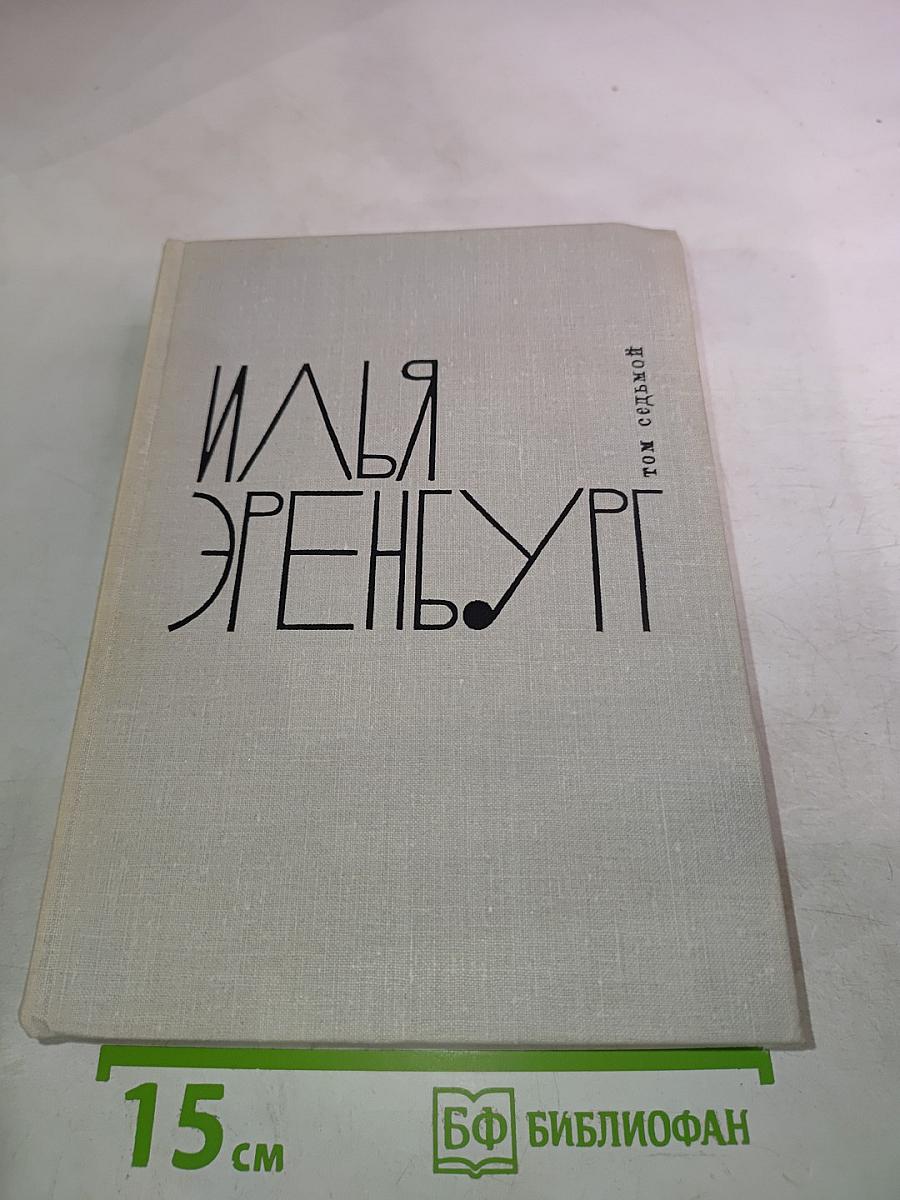 ИЛЬЯ
ЭРЕНБУРГ
том седьмой
15 см
БФ БИБЛИОФАН